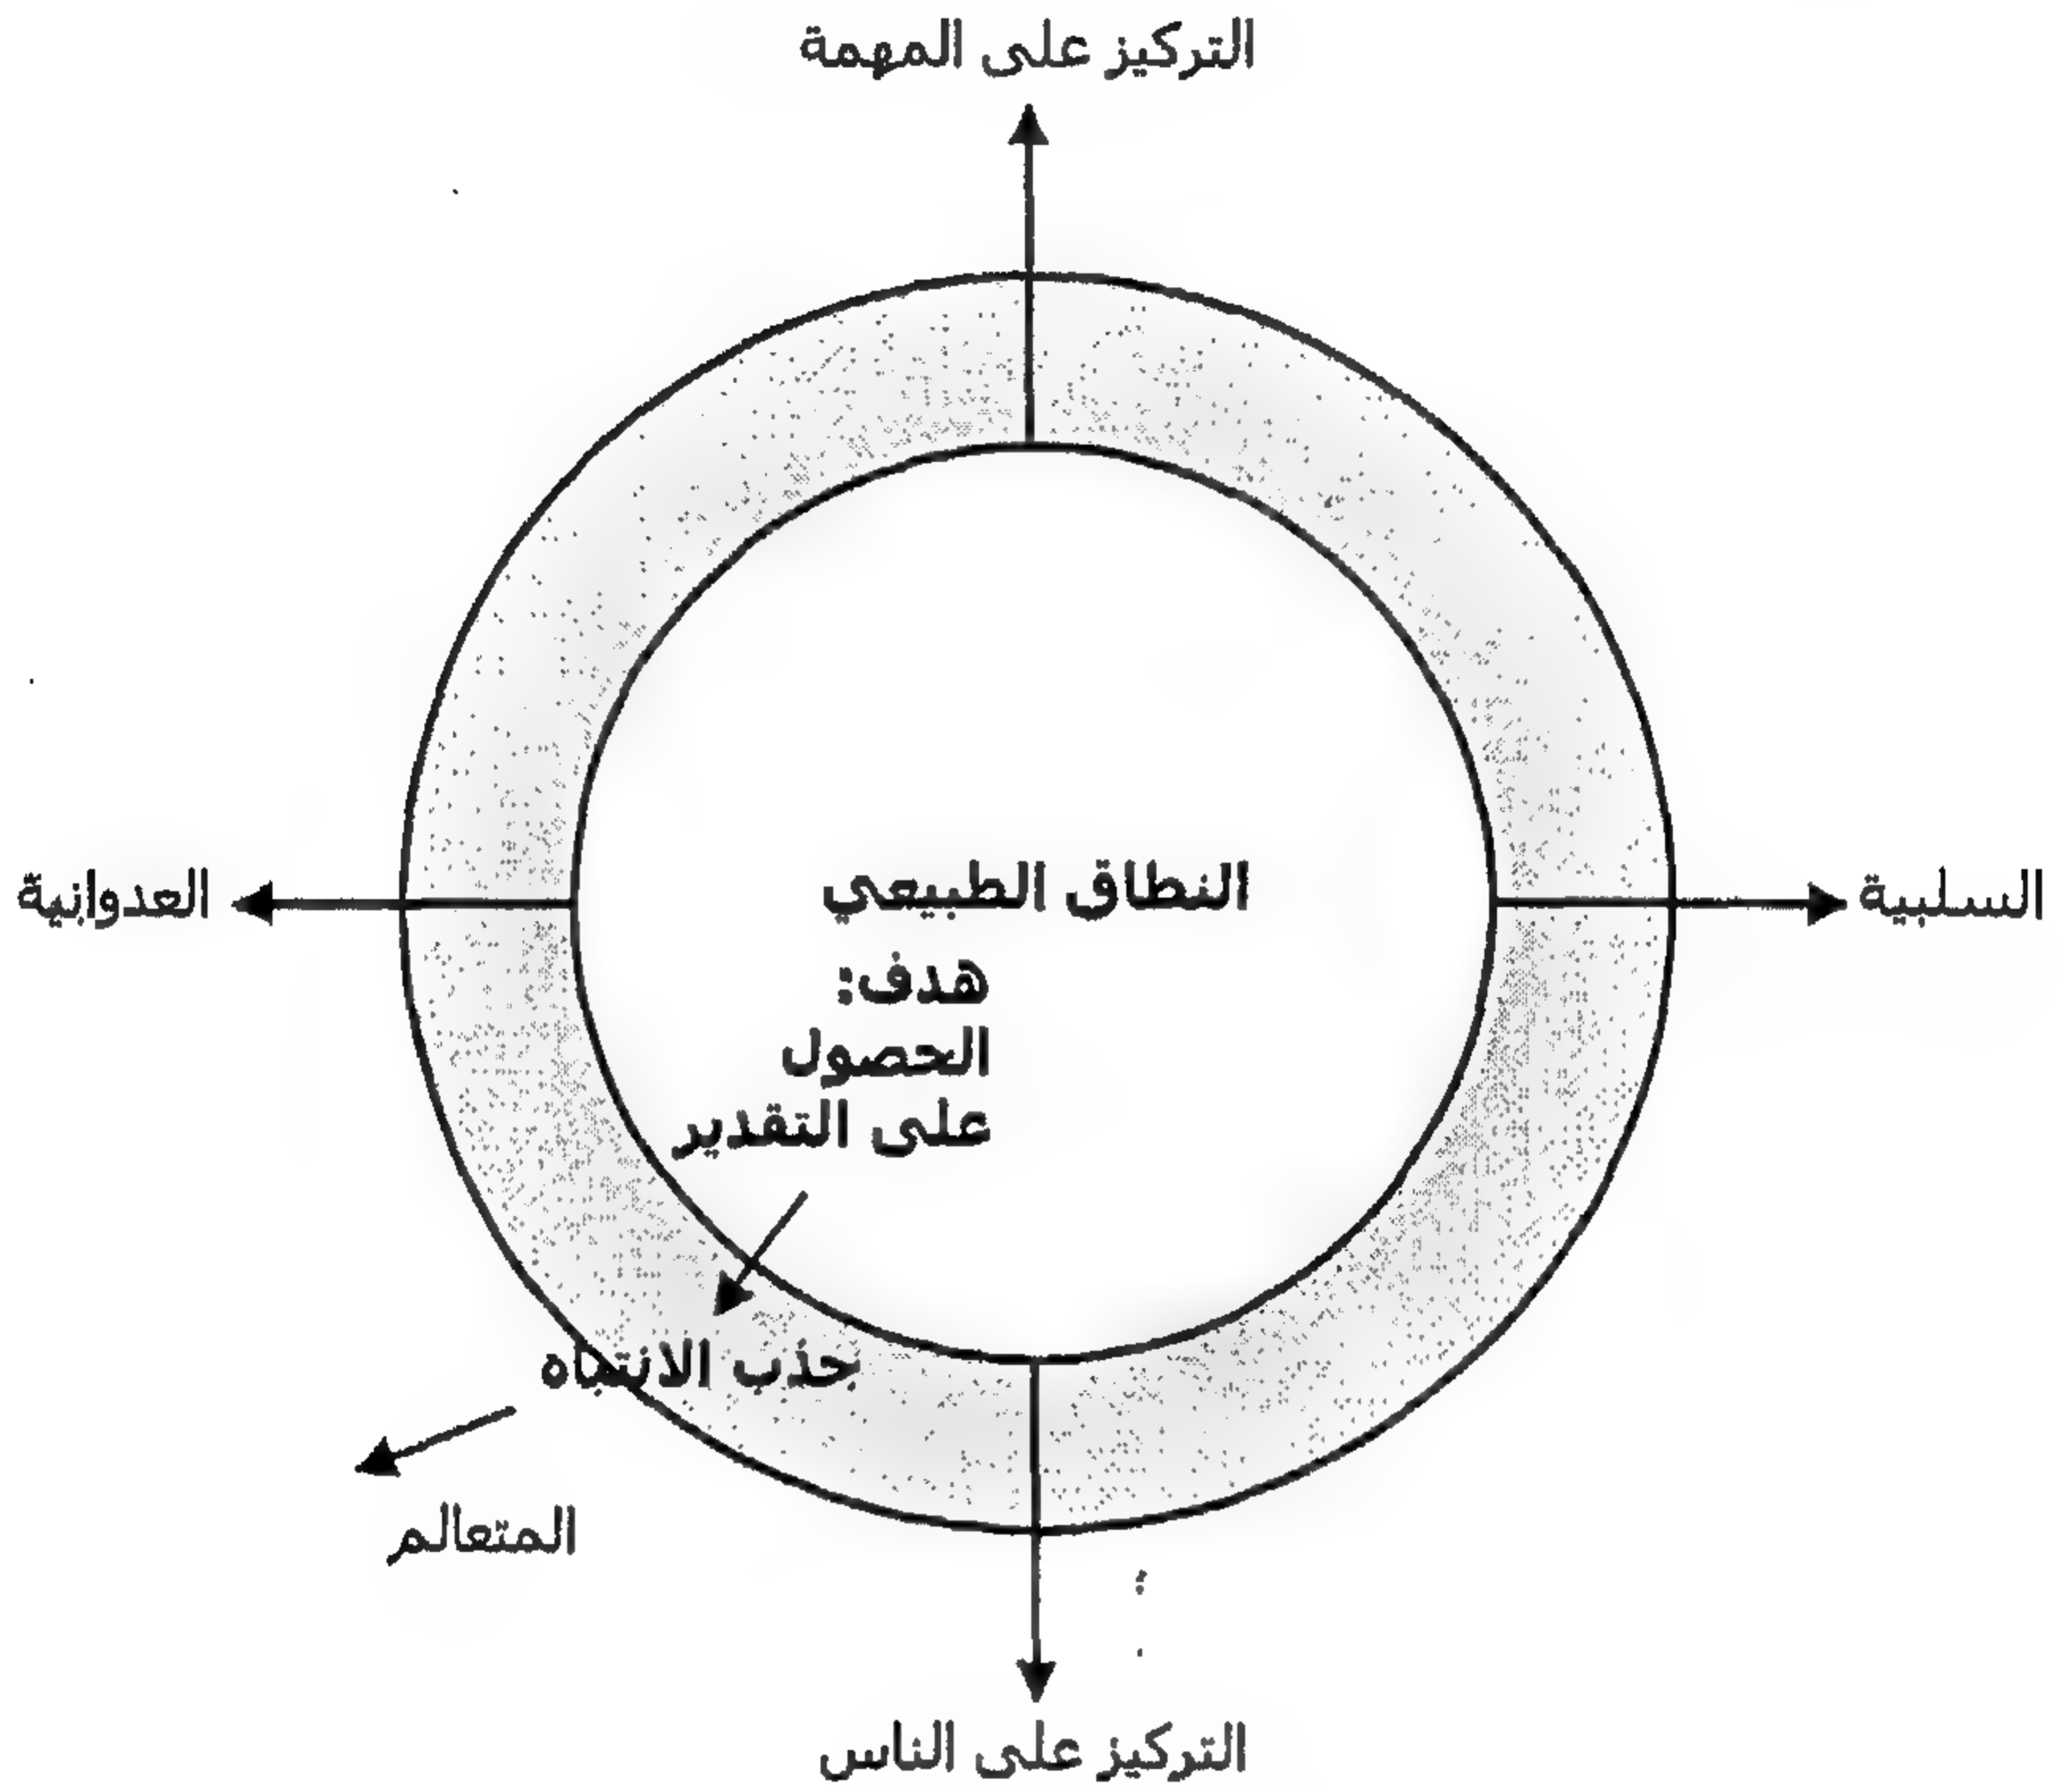 التركيز على المهمة
العدوانية
النطاق الطبيعي
السلبية
هدف:
الحصول
على التقدير
جذب الانتباه
المتعالم
التركيز على الناس